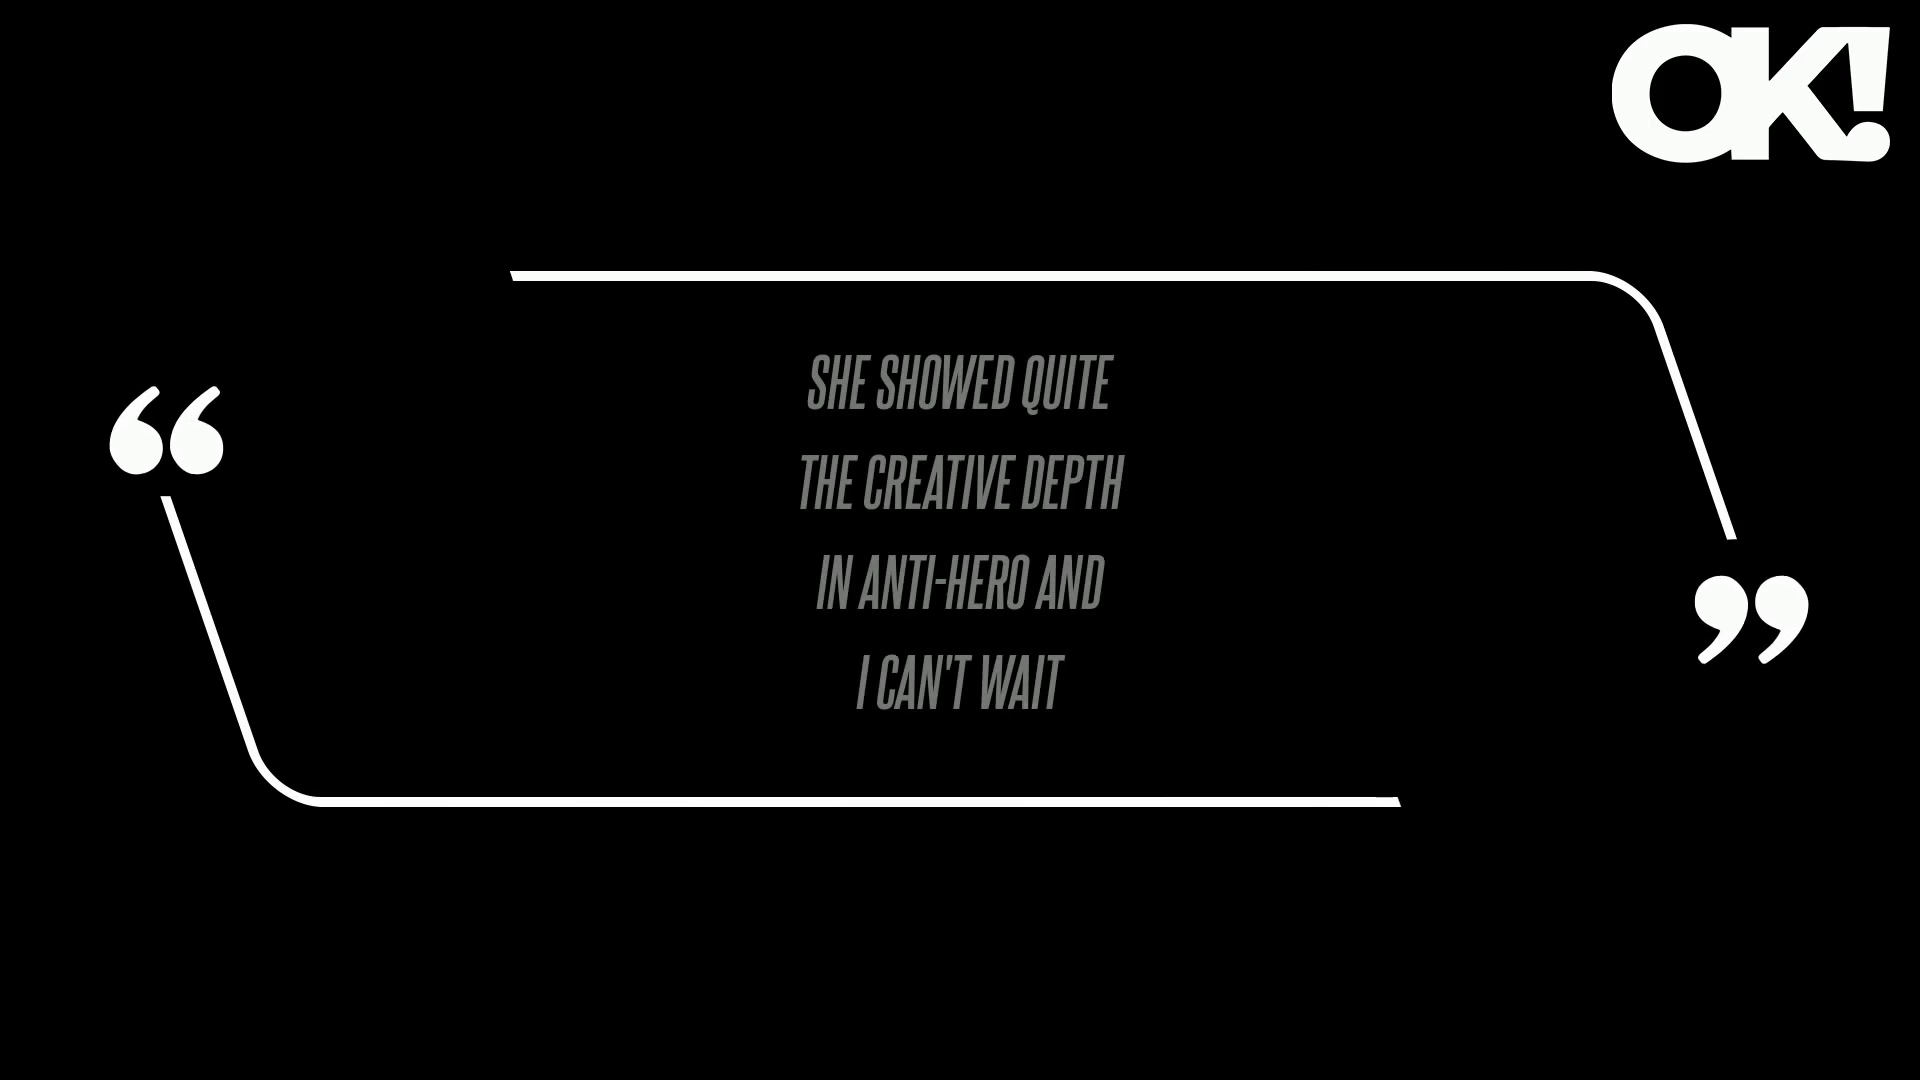 OK!
“
SHE SHOWED QUITE
THE CREATIVE DEPTH
IN ANTI-HERO AND
I CAN'T WAIT
”